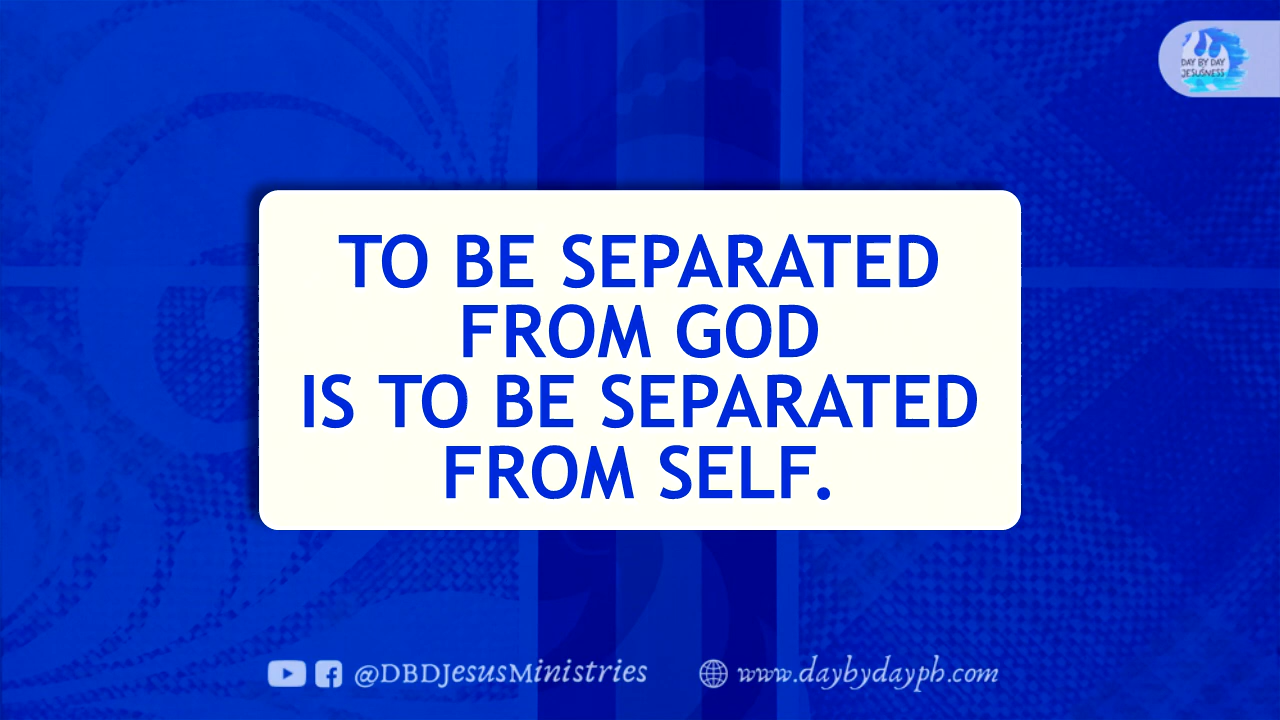 DAY BY DAY
JESUSNESS
TO BE SEPARATED
FROM GOD
IS TO BE SEPARATED
FROM SELF.
@DBDJesusMinistries
www.daybydayph.com